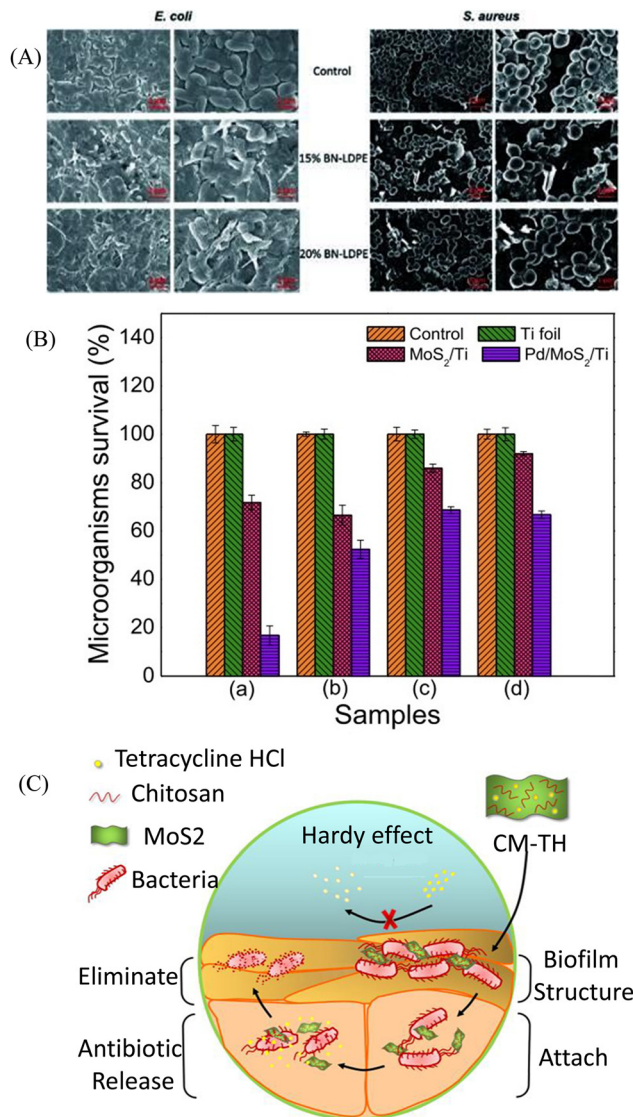 E. coli
S. aureus
(A)
Control
15% BN-LDPE
20% BN-LDPE
(B)
Microorganisms survival (%)
140
120
100
80
60
40
20
0
Control
Ti foil
MoS2/Ti
Pd/MoS2/Ti
(a)
(b)
(c)
(d)
Samples
(C)
Tetracycline HCl
Chitosan
MoS2
Bacteria
Hardy effect
CM-TH
Eliminate
Biofilm
Structure
Antibiotic
Release
Attach